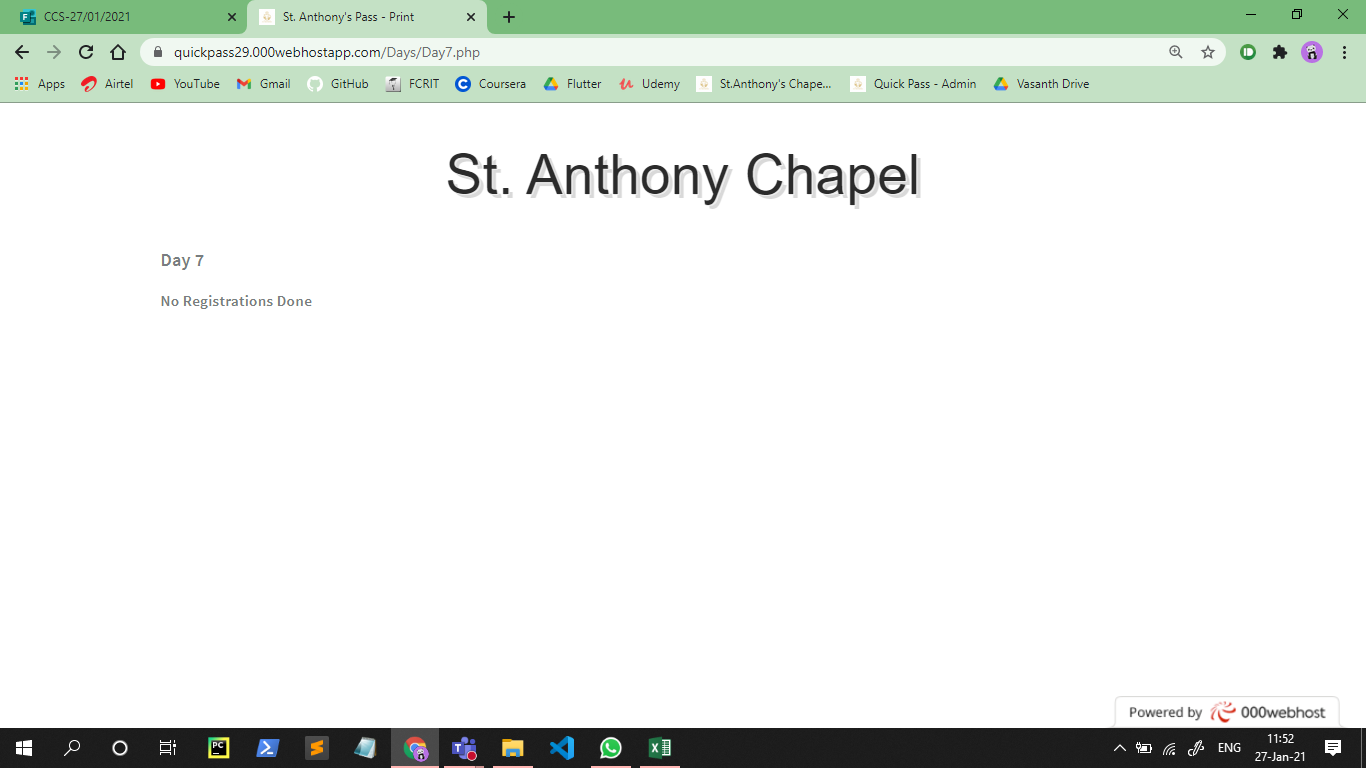 CCS-27/01/2021
St. Anthony's Pass - Print
quickpass29.000webhostapp.com/Days/Day7.php
Apps
Airtel
YouTube
Gmail
GitHub
FCRIT
Coursera
Flutter
Udemy
St.Anthony's Chape...
Quick Pass - Admin
Vasanth Drive
St. Anthony Chapel
Day 7
No Registrations Done
Powered by 000webhost
PC
ENG
11:52
27-Jan-21